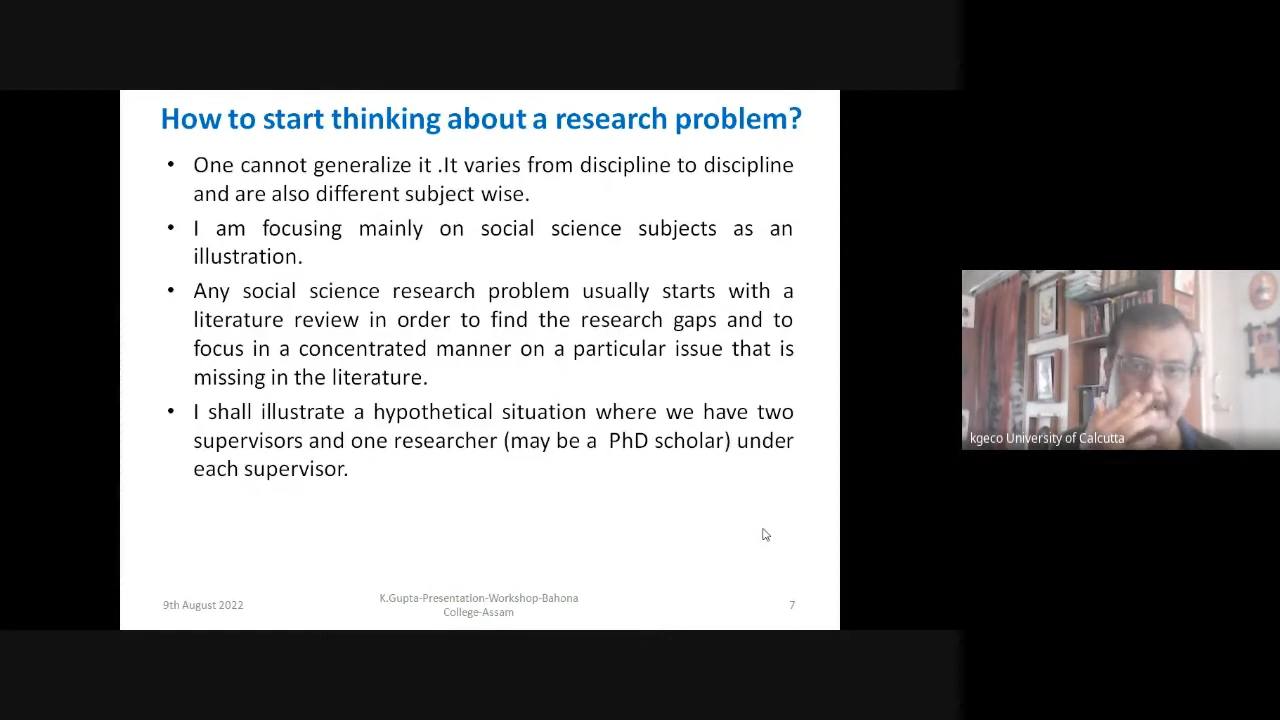 How to start thinking about a research problem?
• One cannot generalize it .It varies from discipline to discipline
and are also different subject wise.
• I am focusing mainly on social science subjects as an
illustration.
• Any social science research problem usually starts with a
literature review in order to find the research gaps and to
focus in a concentrated manner on a particular issue that is
missing in the literature.
• I shall illustrate a hypothetical situation where we have two
supervisors and one researcher (may be a PhD scholar) under
each supervisor.
9th August 2022
K.Gupta-Presentation-Workshop-Bahona
College-Assam
7
kgeco University of Calcutta